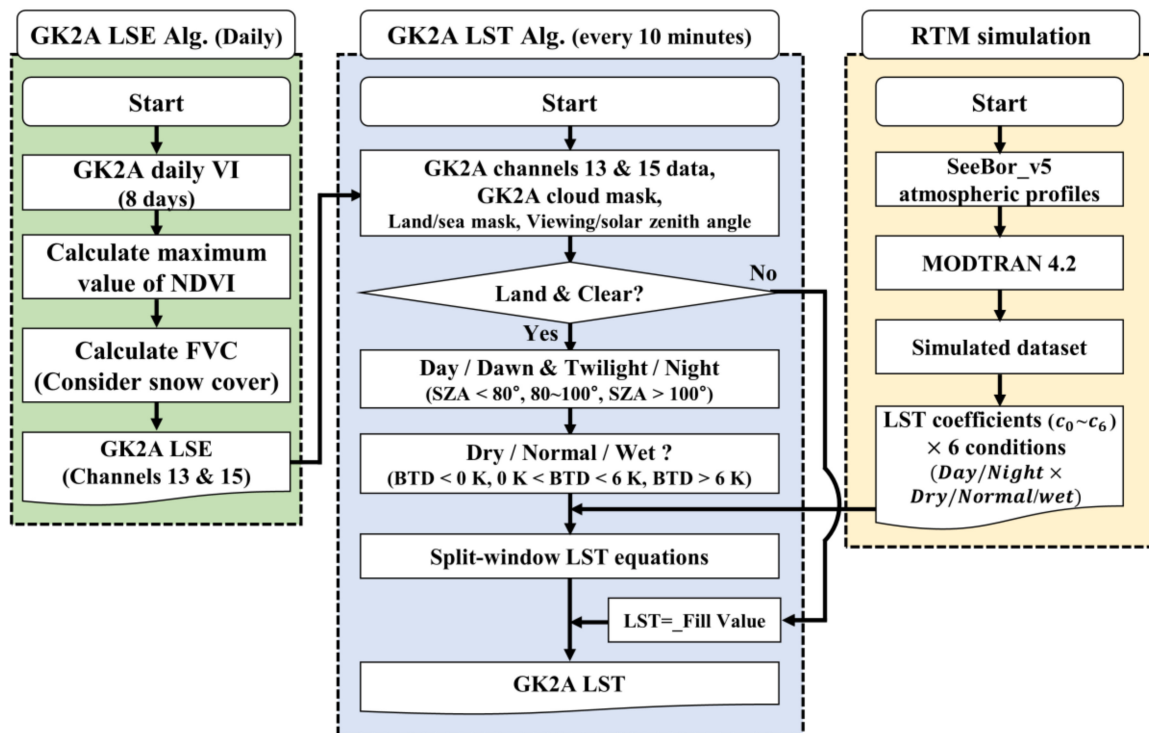 GK2A LSE Alg. (Daily)
Start
GK2A daily VI
(8 days)
Calculate maximum
value of NDVI
Calculate FVC
(Consider snow cover)
GK2A LSE
(Channels 13 & 15)
GK2A LST Alg. (every 10 minutes)
Start
GK2A channels 13 & 15 data,
GK2A cloud mask,
Land/sea mask, Viewing/solar zenith angle
Land & Clear?
No
Yes
Day / Dawn & Twilight / Night
(SZA < 80°, 80~100°, SZA > 100°)
Dry / Normal / Wet ?
(BTD < 0 K, 0 K < BTD < 6 K, BTD > 6 K)
Split-window LST equations
LST=_Fill Value
GK2A LST
RTM simulation
Start
SeeBor_v5
atmospheric profiles
MODTRAN 4.2
Simulated dataset
LST coefficients (c₀~c₆)
× 6 conditions
(Day/Night ×
Dry/Normal/wet)